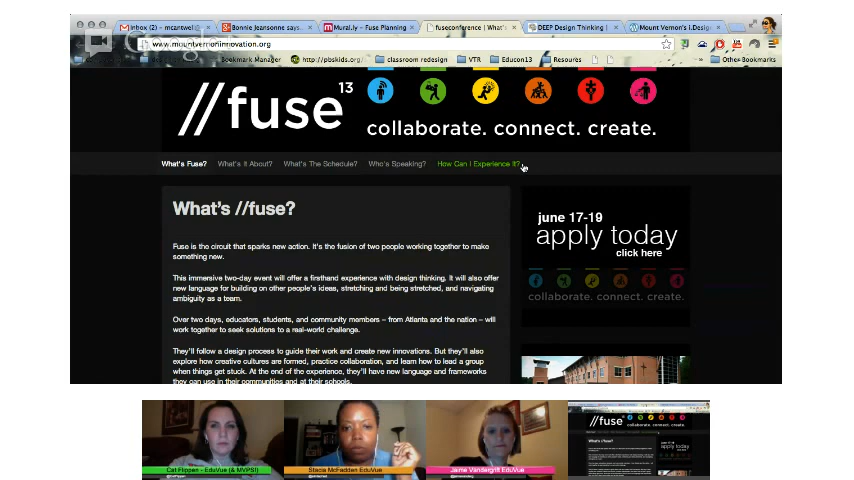 Inbox (2) – mcantwel
Bonnie Jeansonne says
Mural.ly – Fuse Planning
fuseconference | What's
DEEP Design Thinking |
Mount Vernon's i.Design
www.mountvernoninnovation.org
Bookmark Manager
http://pbskids.org/
classroom redesign
VTR
Educon13
Resoures
Other Bookmarks
//fuse 13
collaborate. connect. create.
What's Fuse?
What's It About?
What's The Schedule?
Who's Speaking?
How Can I Experience It?
What's //fuse?
Fuse is the circuit that sparks new action. It's the fusion of two people working together to make
something new.
This immersive two-day event will offer a firsthand experience with design thinking. It will also offer
new language for building on other people's ideas, stretching and being stretched, and navigating
ambiguity as a team.
Over two days, educators, students, and community members – from Atlanta and the nation – will
work together to seek solutions to a real-world challenge.
They'll follow a design process to guide their work and create new innovations. But they'll also
explore how creative cultures are formed, practice collaboration, and learn how to lead a group
when things get stuck. At the end of the experience, they'll have new language and frameworks
they can use in their communities and at their schools.
june 17-19
apply today
click here
collaborate. connect. create.
Cat Flippen - EduVue (& MVPS!)
Stacia McFadden EduVue
Jaime Vandergrift EduVue
//fuse